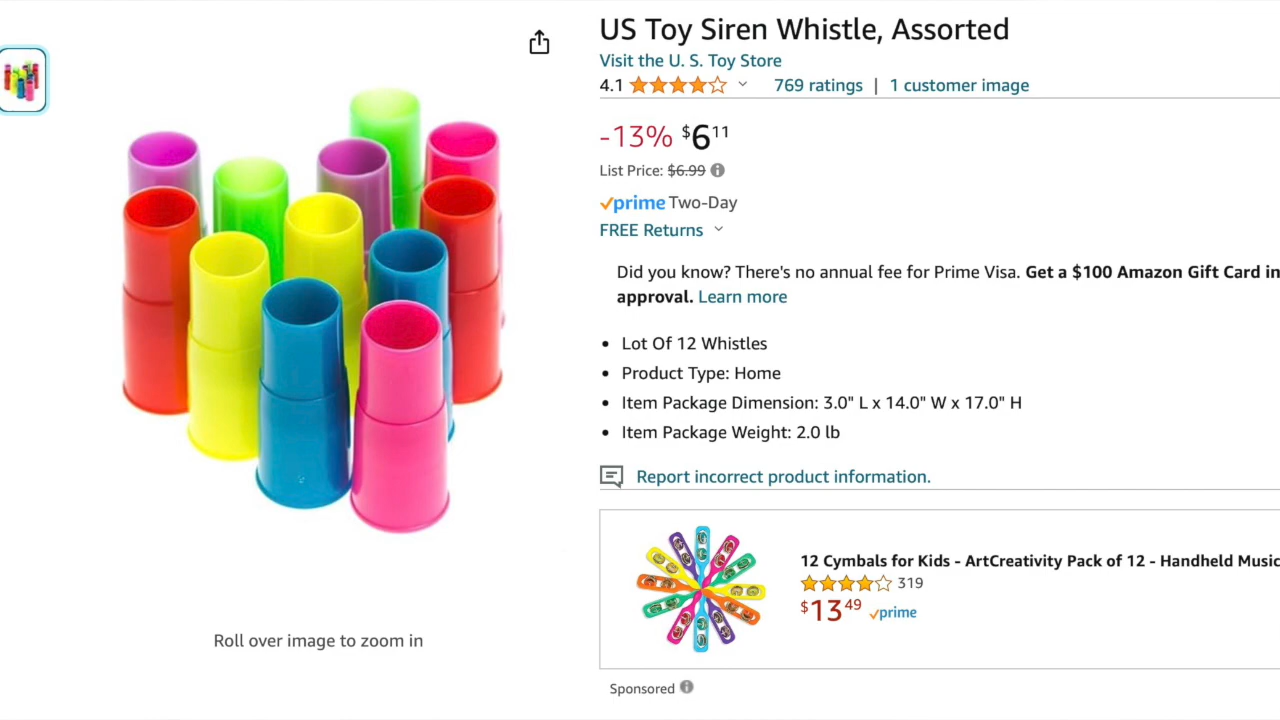 US Toy Siren Whistle, Assorted
Visit the U. S. Toy Store
4.1
769 ratings | 1 customer image
-13% $6 11
List Price: $6.99
prime Two-Day
FREE Returns
Did you know? There's no annual fee for Prime Visa. Get a $100 Amazon Gift Card in
approval. Learn more
Lot Of 12 Whistles
Product Type: Home
Item Package Dimension: 3.0" L x 14.0" W x 17.0" H
Item Package Weight: 2.0 lb
Report incorrect product information.
12 Cymbals for Kids - ArtCreativity Pack of 12 - Handheld Music
319
$13 49 prime
Roll over image to zoom in
Sponsored